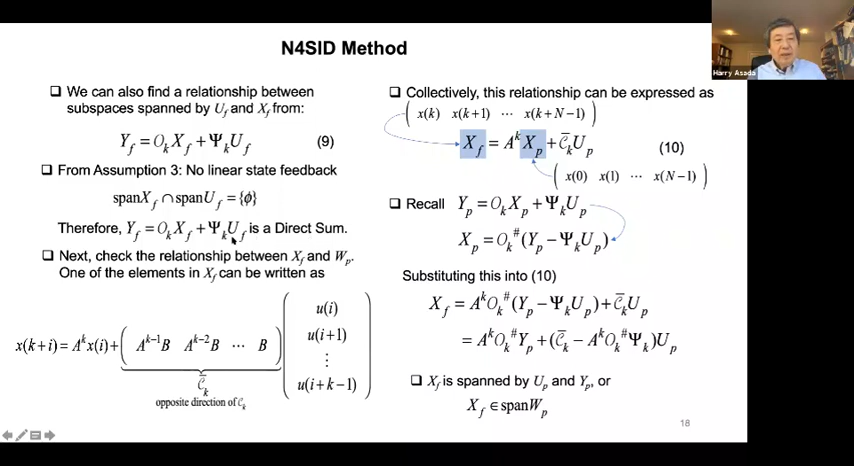 N4SID Method
Harry Asada
❑ We can also find a relationship between
subspaces spanned by U_f and X_f from:
Y_f = O_k X_f + Ψ_k U_f (9)
❑ From Assumption 3: No linear state feedback
span X_f ∩ span U_f = {ϕ}
Therefore, Y_f = O_k X_f + Ψ_k U_f is a Direct Sum.
❑ Next, check the relationship between X_f and W_p.
One of the elements in X_f can be written as
x(k+i) = A^k x(i) + ( A^{k-1}B A^{k-2}B ⋯ B )
u(i)
u(i+1)
⋮
u(i+k−1)
C̄_k
opposite direction of C_k
❑ Collectively, this relationship can be expressed as
( x(k) x(k+1) ⋯ x(k+N−1) )
X_f = A^k X_p + C̄_k U_p (10)
( x(0) x(1) ⋯ x(N−1) )
❑ Recall Y_p = O_k X_p + Ψ_k U_p
X_p = O_k^# (Y_p − Ψ_k U_p)
Substituting this into (10)
X_f = A^k O_k^# (Y_p − Ψ_k U_p) + C̄_k U_p
= A^k O_k^# Y_p + (C̄_k − A^k O_k^# Ψ_k) U_p
❑ X_f is spanned by U_p and Y_p, or
X_f ∈ span W_p
18